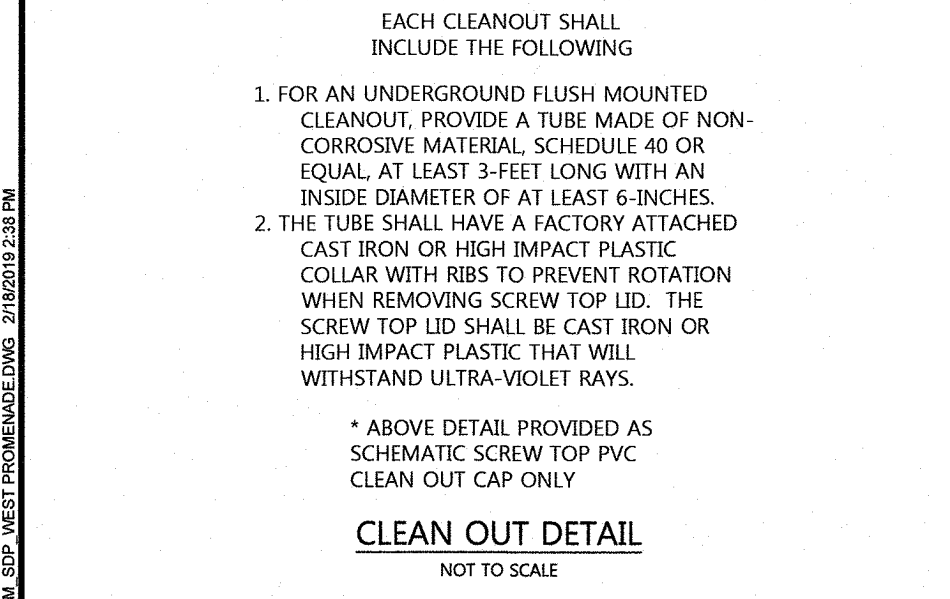 EACH CLEANOUT SHALL
INCLUDE THE FOLLOWING
1. FOR AN UNDERGROUND FLUSH MOUNTED
CLEANOUT, PROVIDE A TUBE MADE OF NON-
CORROSIVE MATERIAL, SCHEDULE 40 OR
EQUAL, AT LEAST 3-FEET LONG WITH AN
INSIDE DIAMETER OF AT LEAST 6-INCHES.
2. THE TUBE SHALL HAVE A FACTORY ATTACHED
CAST IRON OR HIGH IMPACT PLASTIC
COLLAR WITH RIBS TO PREVENT ROTATION
WHEN REMOVING SCREW TOP LID. THE
SCREW TOP LID SHALL BE CAST IRON OR
HIGH IMPACT PLASTIC THAT WILL
WITHSTAND ULTRA-VIOLET RAYS.
* ABOVE DETAIL PROVIDED AS
SCHEMATIC SCREW TOP PVC
CLEAN OUT CAP ONLY
CLEAN OUT DETAIL
NOT TO SCALE
M_SDP_WEST PROMENADE.DWG 2/18/2019 2:38 PM